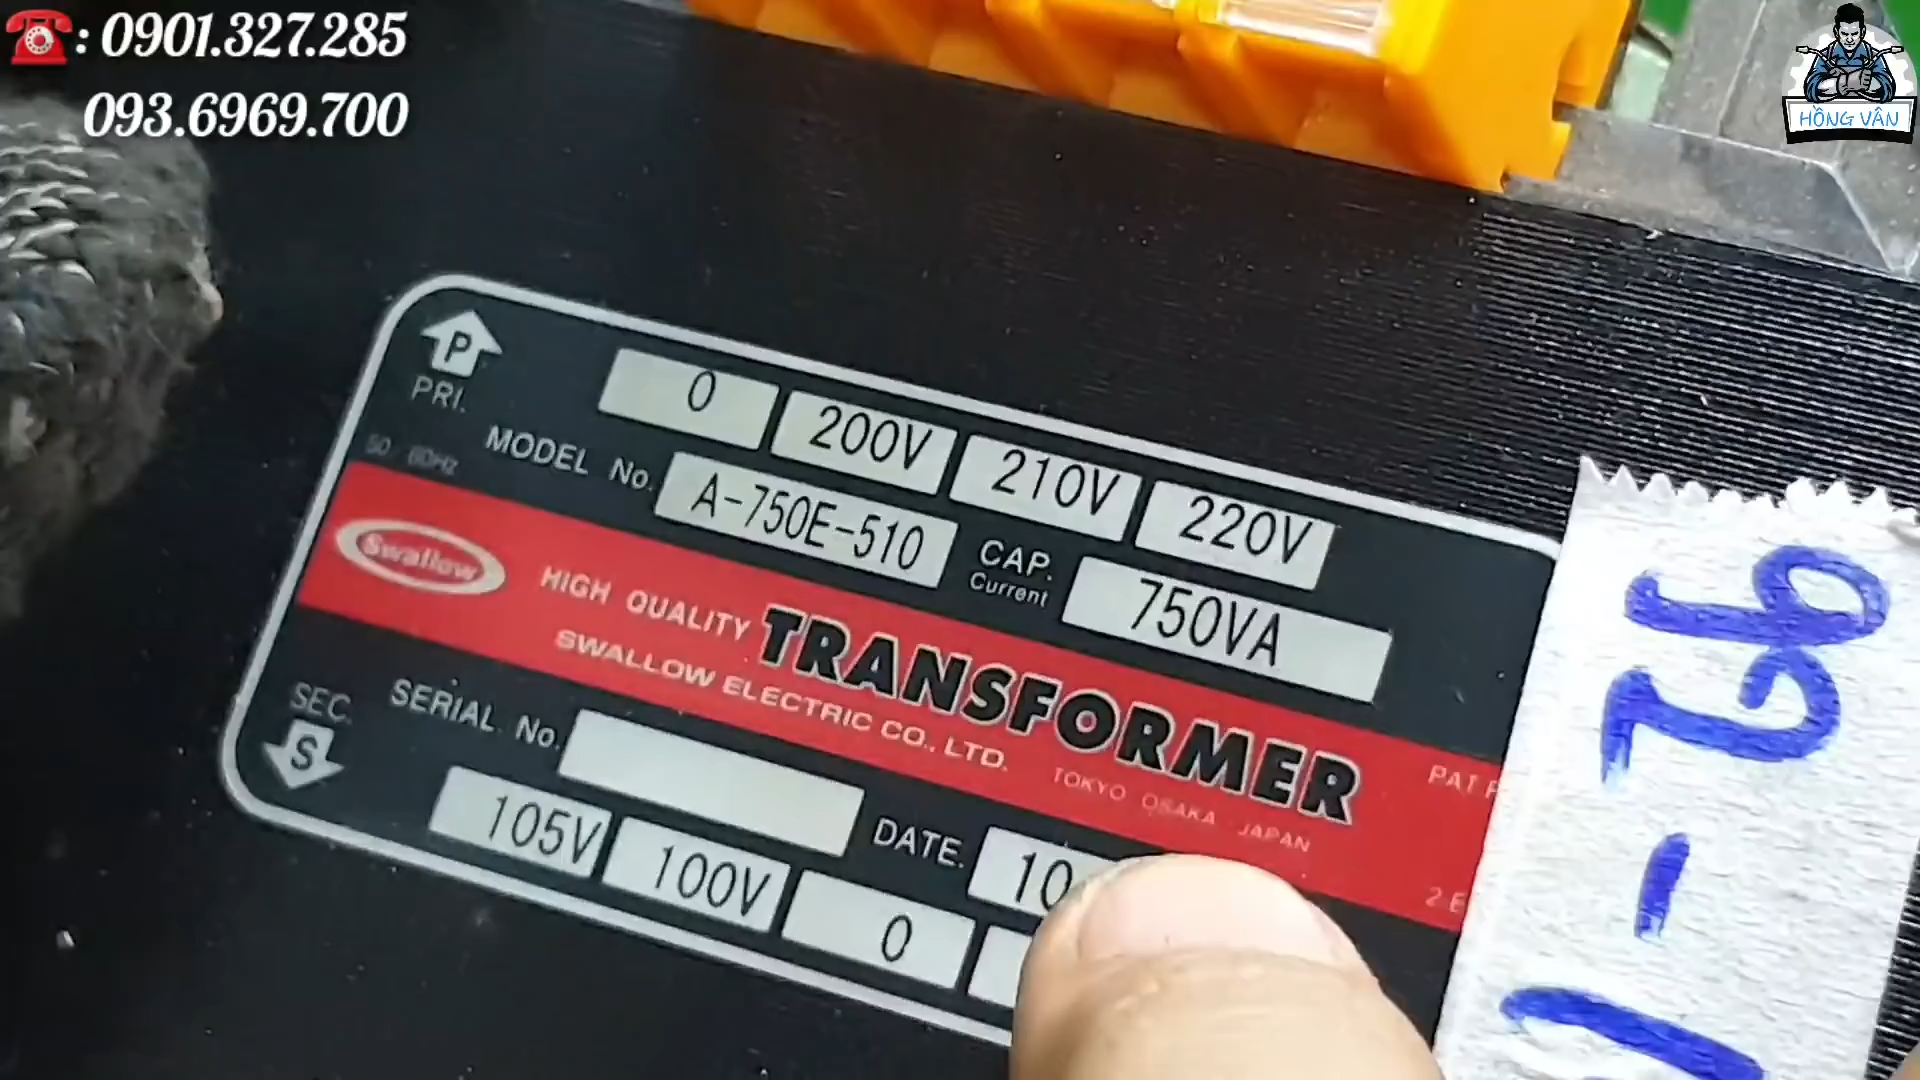 : 0901.327.285
093.6969.700
HỒNG VÂN
P
PRI.
0 200V 210V 220V
50 60Hz
MODEL No. A-750E-510
CAP. Current 750VA
Swallow
HIGH QUALITY TRANSFORMER
SWALLOW ELECTRIC CO., LTD.
TOKYO OSAKA JAPAN
PAT
SEC.
S
SERIAL No.
DATE. 10
105V 100V 0